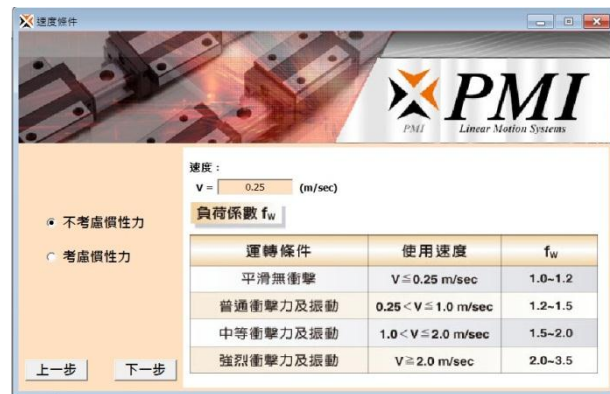 速度條件
PMI
PMI Linear Motion Systems
速度：
V = 0.25 (m/sec)
負荷係數 fw
不考慮慣性力
考慮慣性力
運轉條件 使用速度 fw
平滑無衝擊 V≦0.25 m/sec 1.0~1.2
普通衝擊力及振動 0.25<V≦1.0 m/sec 1.2~1.5
中等衝擊力及振動 1.0<V≦2.0 m/sec 1.5~2.0
強烈衝擊力及振動 V≧2.0 m/sec 2.0~3.5
上一步 下一步